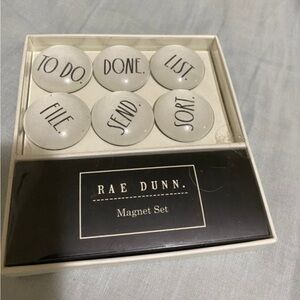 TO DO. DONE. LIST.
FILE. SEND. SORT.
RAE DUNN.
Magnet Set